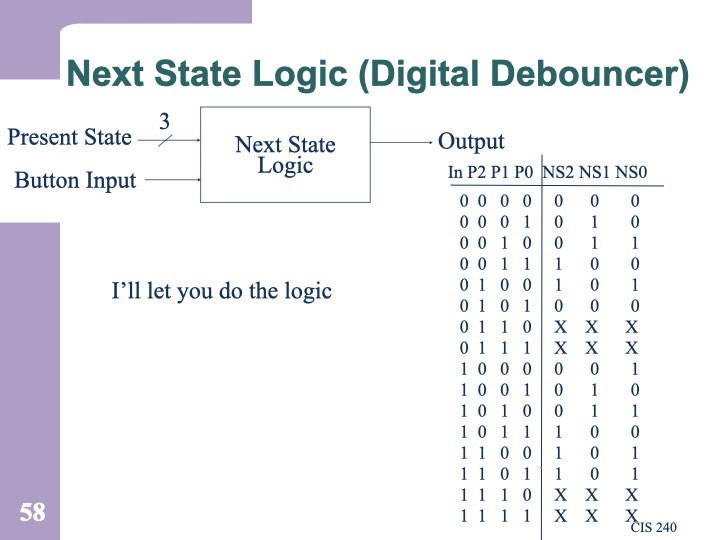 Next State Logic (Digital Debouncer)
3
Present State
Next State
Logic
Output
Button Input
In P2 P1 P0 NS2 NS1 NS0
0 0 0 0 0 0 0
0 0 0 1 0 1 0
0 0 1 0 0 1 1
0 0 1 1 1 0 0
0 1 0 0 1 0 1
0 1 0 1 0 0 0
0 1 1 0 X X X
0 1 1 1 X X X
1 0 0 0 0 0 1
1 0 0 1 0 1 0
1 0 1 0 0 1 1
1 0 1 1 1 0 0
1 1 0 0 1 0 1
1 1 0 1 1 0 1
1 1 1 0 X X X
1 1 1 1 X X X
I'll let you do the logic
58
CIS 240